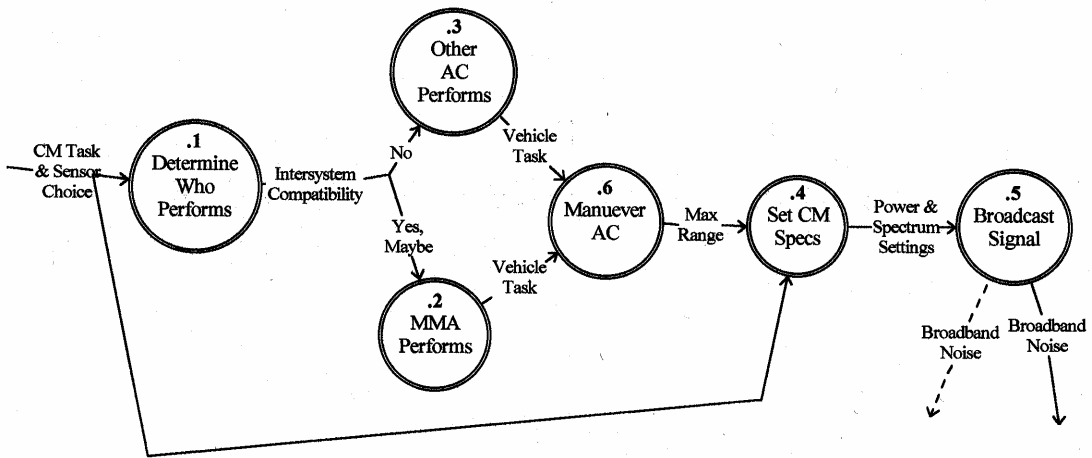 CM Task
& Sensor
Choice
.1
Determine
Who
Performs
Intersystem
Compatibility
No
Yes,
Maybe
.3
Other
AC
Performs
.2
MMA
Performs
Vehicle
Task
Vehicle
Task
.6
Manuever
AC
Max
Range
.4
Set CM
Specs
Power &
Spectrum
Settings
.5
Broadcast
Signal
Broadband
Noise
Broadband
Noise